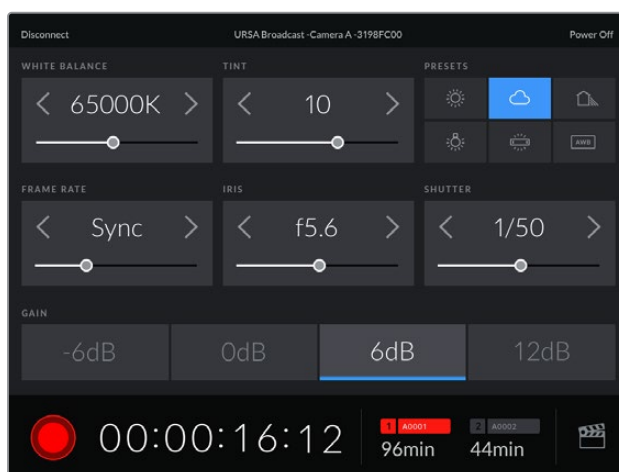 Disconnect URSA Broadcast -Camera A -3198FC00 Power Off
WHITE BALANCE TINT PRESETS
65000K 10
AWB
FRAME RATE IRIS SHUTTER
Sync f5.6 1/50
GAIN
-6dB 0dB 6dB 12dB
00:00:16:12
1 A0001 2 A0002
96min 44min